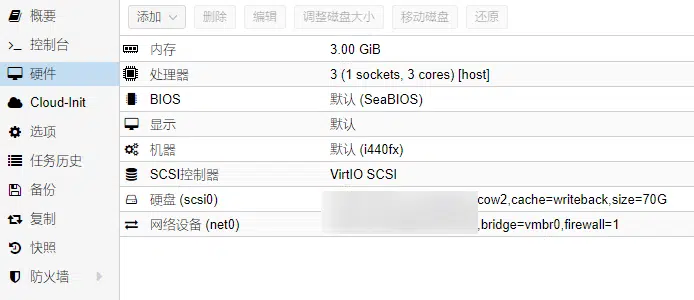 概要
控制台
硬件
Cloud-Init
选项
任务历史
备份
复制
快照
防火墙
添加 删除 编辑 调整磁盘大小 移动磁盘 还原
内存 3.00 GiB
处理器 3 (1 sockets, 3 cores) [host]
BIOS 默认 (SeaBIOS)
显示 默认
机器 默认 (i440fx)
SCSI控制器 VirtIO SCSI
硬盘 (scsi0) cow2,cache=writeback,size=70G
网络设备 (net0) ,bridge=vmbr0,firewall=1